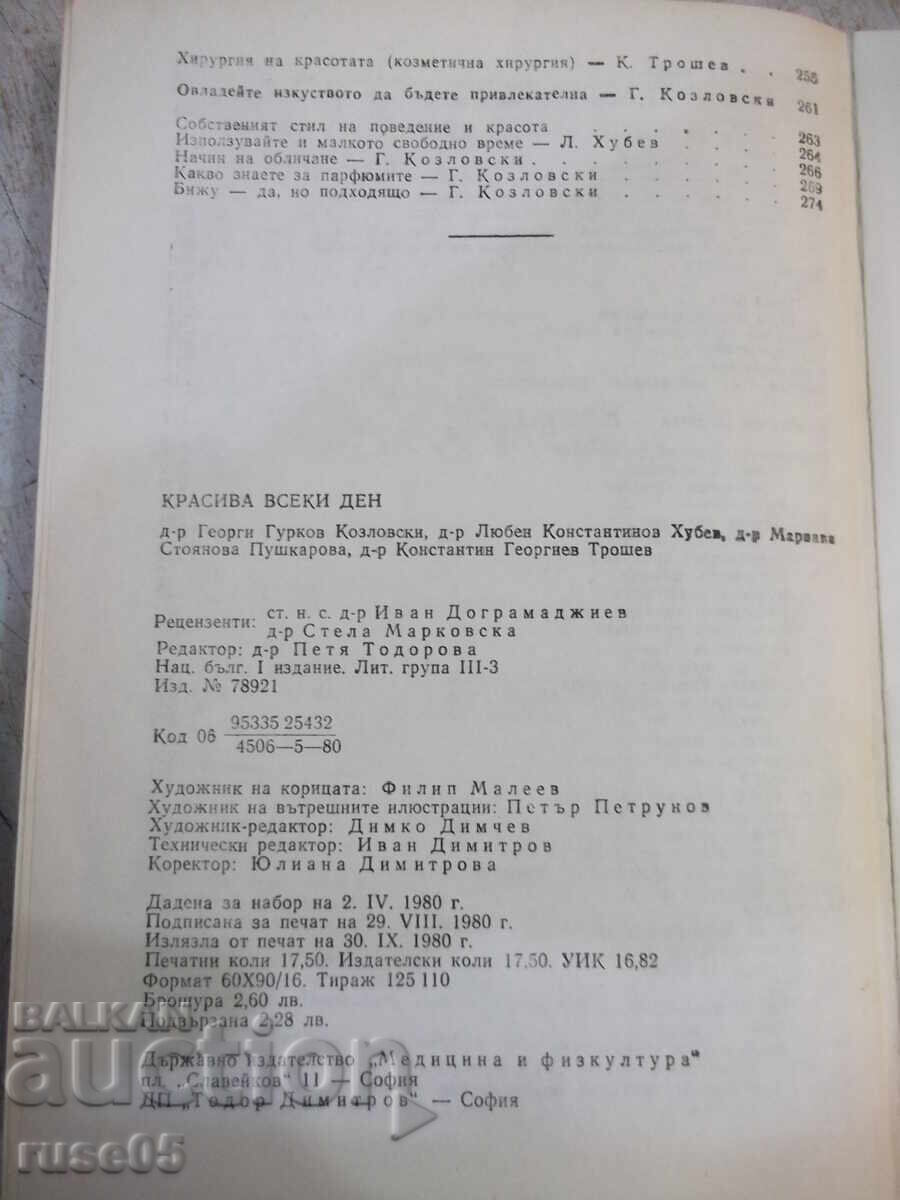 Хирургия на красотата (козметична хирургия) — К. Трошев . . 258
Овладейте изкуството да бъдете привлекателна — Г. Козловски 261
Собственият стил на поведение и красота . . . . . 263
Използувайте и малкото свободно време — Л. Хубев . . . 264
Начин на обличане — Г. Козловски . . . . . . . 266
Какво знаете за парфюмите — Г. Козловски . . . . . 269
Бижу — да, но подходящо — Г. Козловски . . . . . 274
КРАСИВА ВСЕКИ ДЕН
д-р Георги Гурков Козловски, д-р Любен Константинов Хубев, д-р Мариана
Стоянова Пушкарова, д-р Константин Георгиев Трошев
Рецензенти: ст. н. с. д-р Иван Дограмаджиев
д-р Стела Марковска
Редактор: д-р Петя Тодорова
Нац. бълг. I издание. Лит. група III-3
Изд. № 78921
Код 06 95335 25432
4506—5—80
Художник на корицата: Филип Малеев
Художник на вътрешните илюстрации: Петър Петрунов
Художник-редактор: Димко Димчев
Технически редактор: Иван Димитров
Коректор: Юлиана Димитрова
Дадена за набор на 2. IV. 1980 г.
Подписана за печат на 29. VIII. 1980 г.
Излязла от печат на 30. IX. 1980 г.
Печатни коли 17,50. Издателски коли 17,50. УИК 16,82
Формат 60X90/16. Тираж 125 110
Брошура 2,60 лв.
Подвързана 2,28 лв.
Държавно издателство „Медицина и физкултура"
пл. „Славейков" 11 — София
ДП „Тодор Димитров" — София
BALKAN
auction
ruse05